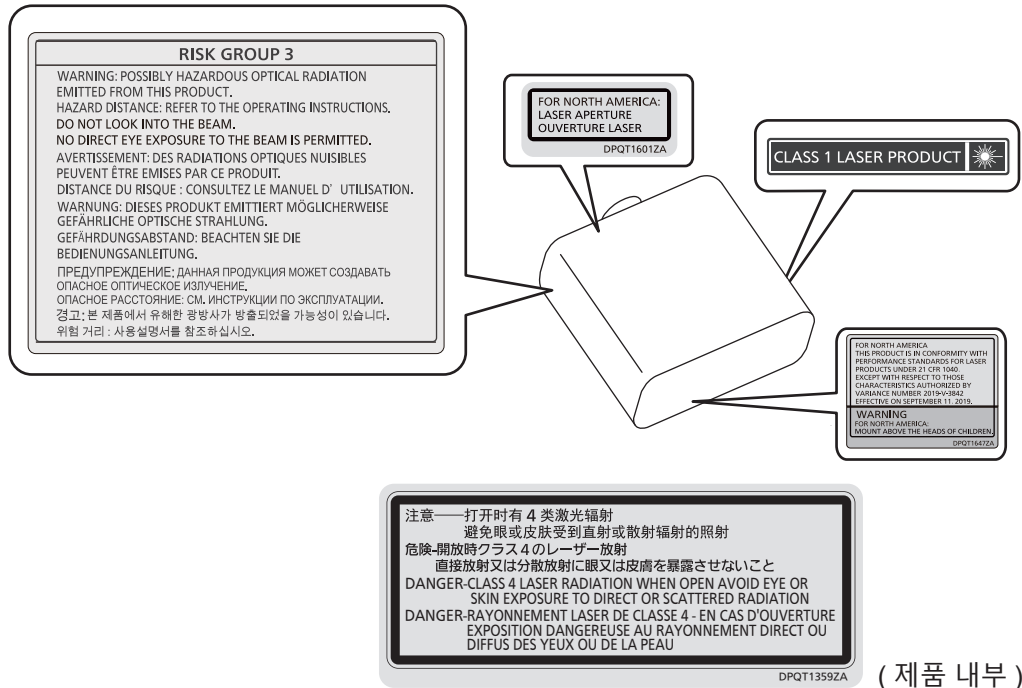 RISK GROUP 3
WARNING: POSSIBLY HAZARDOUS OPTICAL RADIATION
EMITTED FROM THIS PRODUCT.
HAZARD DISTANCE: REFER TO THE OPERATING INSTRUCTIONS.
DO NOT LOOK INTO THE BEAM.
NO DIRECT EYE EXPOSURE TO THE BEAM IS PERMITTED.
AVERTISSEMENT: DES RADIATIONS OPTIQUES NUISIBLES
PEUVENT ÊTRE EMISES PAR CE PRODUIT.
DISTANCE DU RISQUE : CONSULTEZ LE MANUEL D' UTILISATION.
WARNUNG: DIESES PRODUKT EMITTIERT MÖGLICHERWEISE
GEFÄHRLICHE OPTISCHE STRAHLUNG.
GEFÄHRDUNGSABSTAND: BEACHTEN SIE DIE
BEDIENUNGSANLEITUNG.
ПРЕДУПРЕЖДЕНИЕ: ДАННАЯ ПРОДУКЦИЯ МОЖЕТ СОЗДАВАТЬ
ОПАСНОЕ ОПТИЧЕСКОЕ ИЗЛУЧЕНИЕ.
ОПАСНОЕ РАССТОЯНИЕ: СМ. ИНСТРУКЦИИ ПО ЭКСПЛУАТАЦИИ.
경고: 본 제품에서 유해한 광방사가 방출되었을 가능성이 있습니다.
위험 거리 : 사용설명서를 참조하십시오.
FOR NORTH AMERICA:
LASER APERTURE
OUVERTURE LASER
DPQT1601ZA
CLASS 1 LASER PRODUCT
FOR NORTH AMERICA
THIS PRODUCT IS IN CONFORMITY WITH
PERFORMANCE STANDARDS FOR LASER
PRODUCTS UNDER 21 CFR 1040.
EXCEPT WITH RESPECT TO THOSE
CHARACTERISTICS AUTHORIZED BY
VARIANCE NUMBER 2019-V-3842
EFFECTIVE ON SEPTEMBER 11. 2019.
WARNING
FOR NORTH AMERICA:
MOUNT ABOVE THE HEADS OF CHILDREN.
DPQT1647ZA
注意——打开时有 4 类激光辐射
避免眼或皮肤受到直射或散射辐射的照射
危険-開放時クラス4のレーザー放射
直接放射又は分散放射に眼又は皮膚を暴露させないこと
DANGER-CLASS 4 LASER RADIATION WHEN OPEN AVOID EYE OR
SKIN EXPOSURE TO DIRECT OR SCATTERED RADIATION
DANGER-RAYONNEMENT LASER DE CLASSE 4 - EN CAS D'OUVERTURE
EXPOSITION DANGEREUSE AU RAYONNEMENT DIRECT OU
DIFFUS DES YEUX OU DE LA PEAU
DPQT1359ZA
( 제품 내부 )